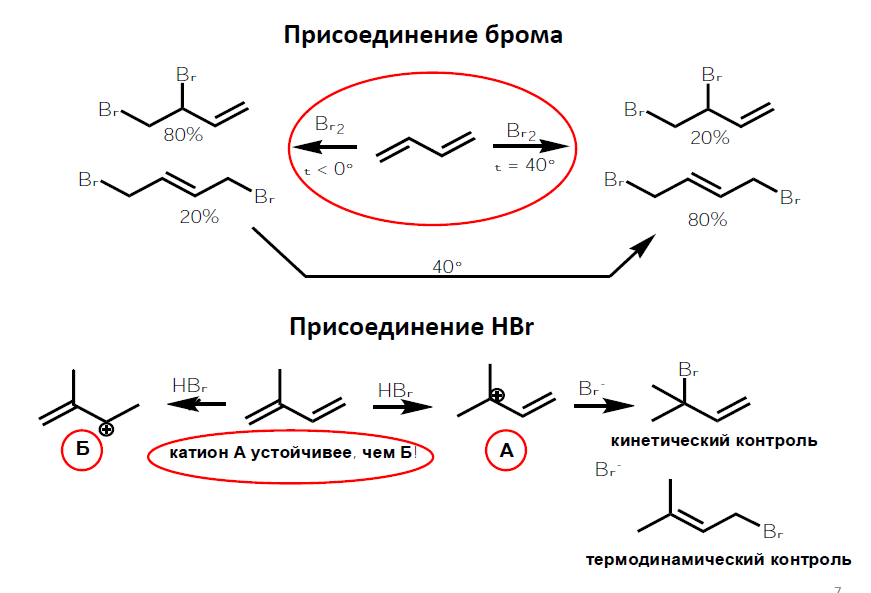 Присоединение брома
Br
Br
80%
Br
Br
20%
Br2
t < 0°
Br2
t = 40°
Br
Br
20%
Br
Br
80%
40°
Присоединение HBr
HBr
HBr
Br-
Br
Б
катион А устойчивее, чем Б!
А
кинетический контроль
Br-
Br
термодинамический контроль
7